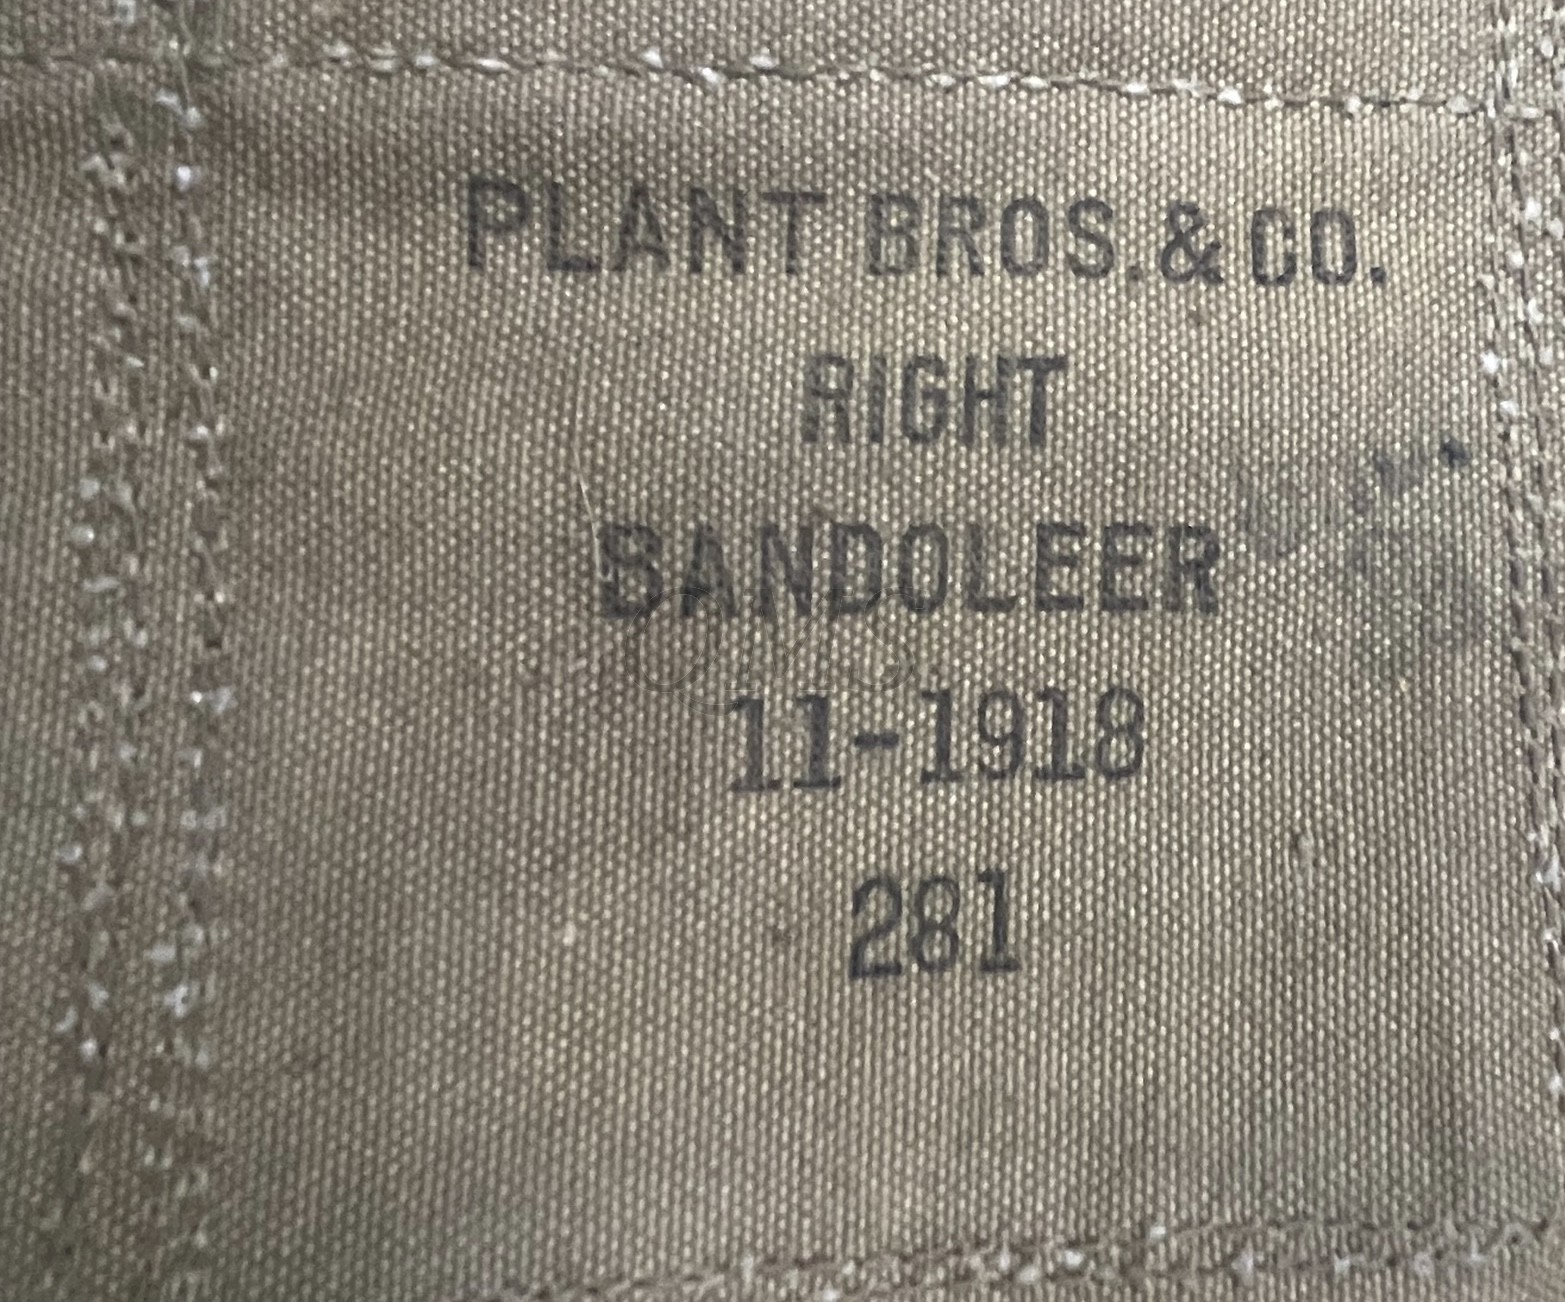 PLANT BROS. & CO.
RIGHT
BANDOLEER
11-1918
281